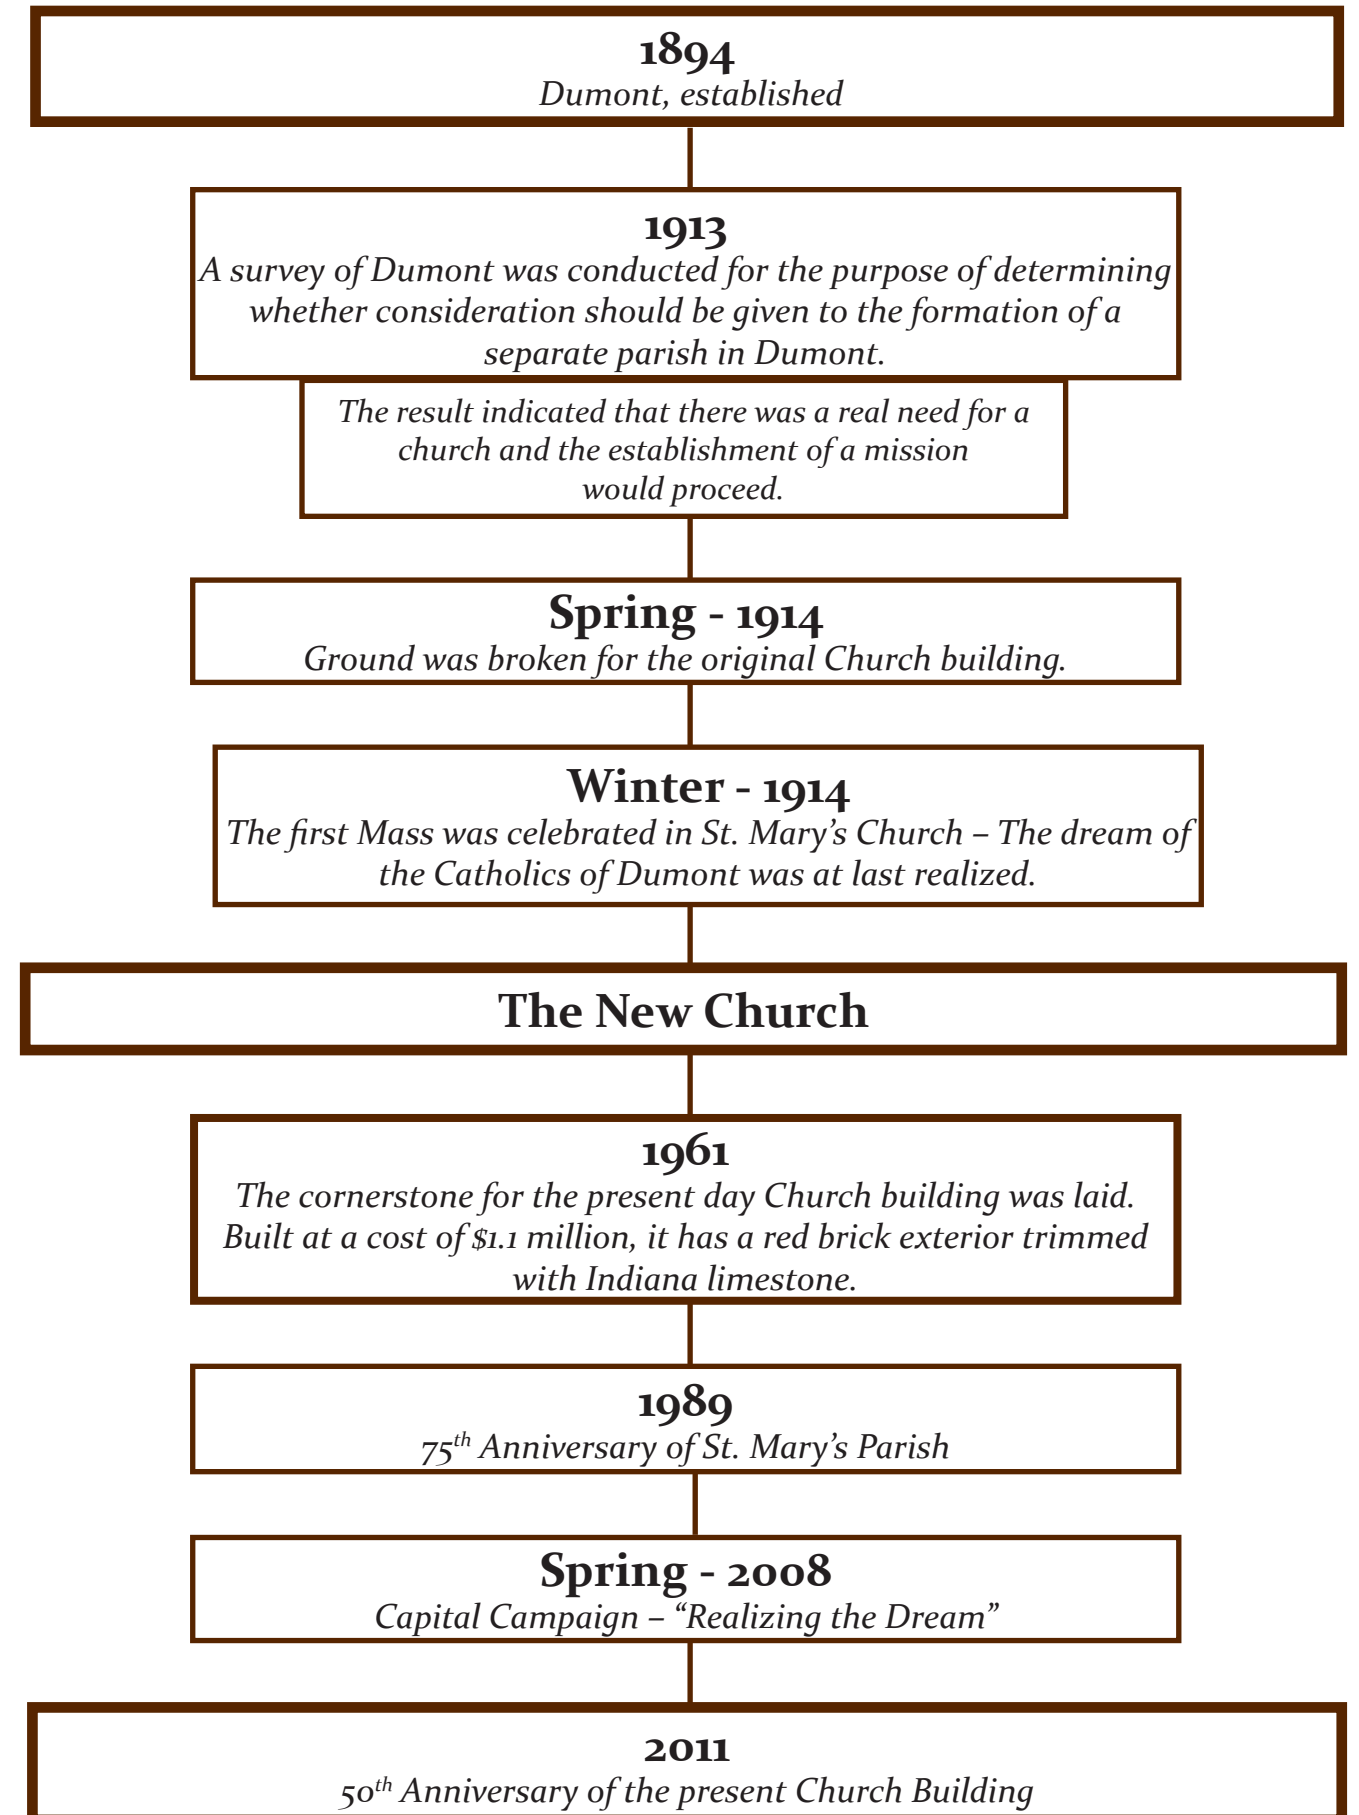 1894
Dumont, established
1913
A survey of Dumont was conducted for the purpose of determining
whether consideration should be given to the formation of a
separate parish in Dumont.
The result indicated that there was a real need for a
church and the establishment of a mission
would proceed.
Spring - 1914
Ground was broken for the original Church building.
Winter - 1914
The first Mass was celebrated in St. Mary’s Church – The dream of
the Catholics of Dumont was at last realized.
The New Church
1961
The cornerstone for the present day Church building was laid.
Built at a cost of $1.1 million, it has a red brick exterior trimmed
with Indiana limestone.
1989
75th Anniversary of St. Mary’s Parish
Spring - 2008
Capital Campaign – “Realizing the Dream”
2011
50th Anniversary of the present Church Building